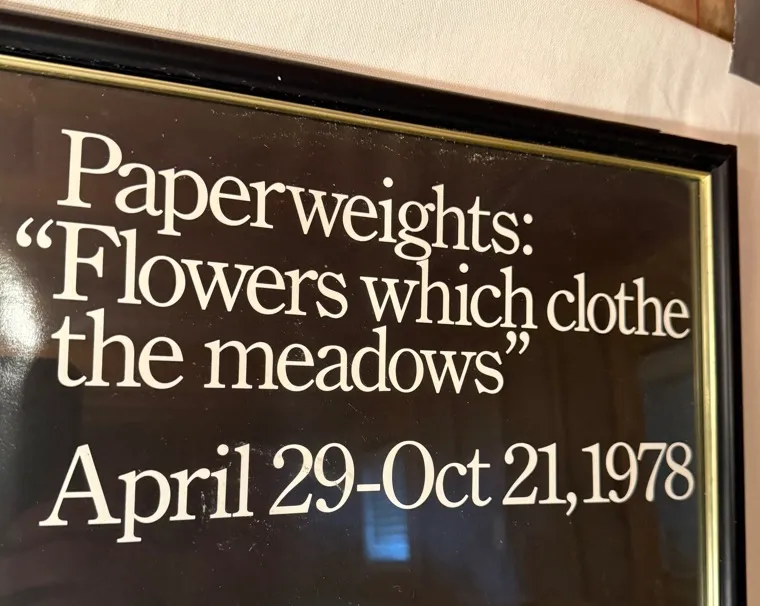 Paperweights:
“Flowers which clothe
the meadows”
April 29-Oct 21,1978